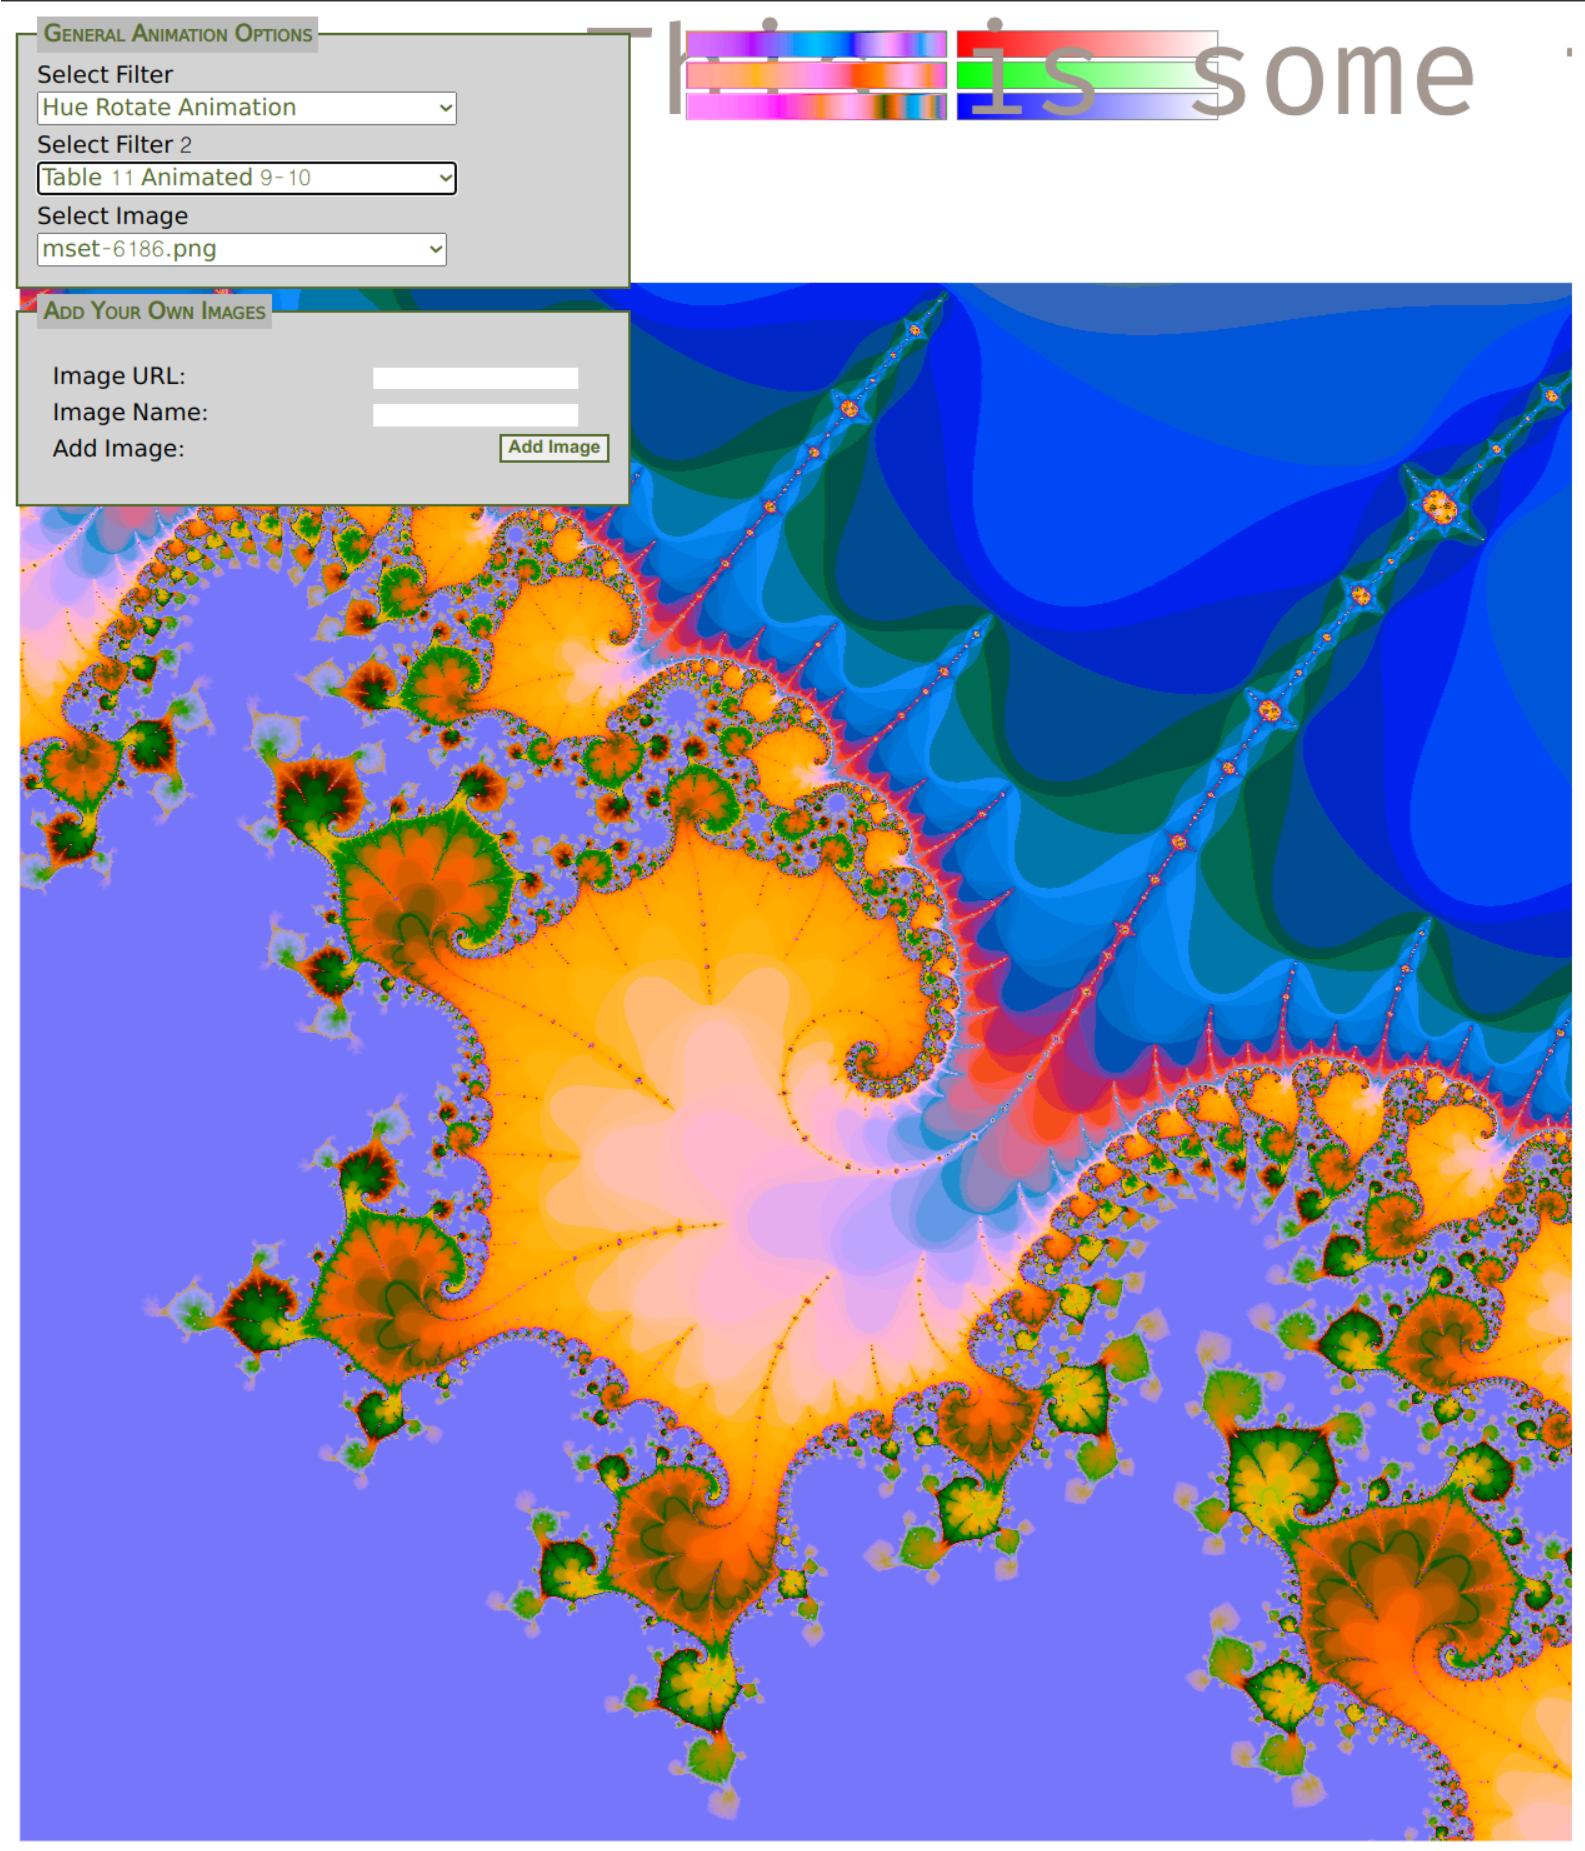 General Animation Options
Select Filter
Hue Rotate Animation
Select Filter 2
Table 11 Animated 9-10
Select Image
mset-6186.png
This is some
Add Your Own Images
Image URL:
Image Name:
Add Image:
Add Image